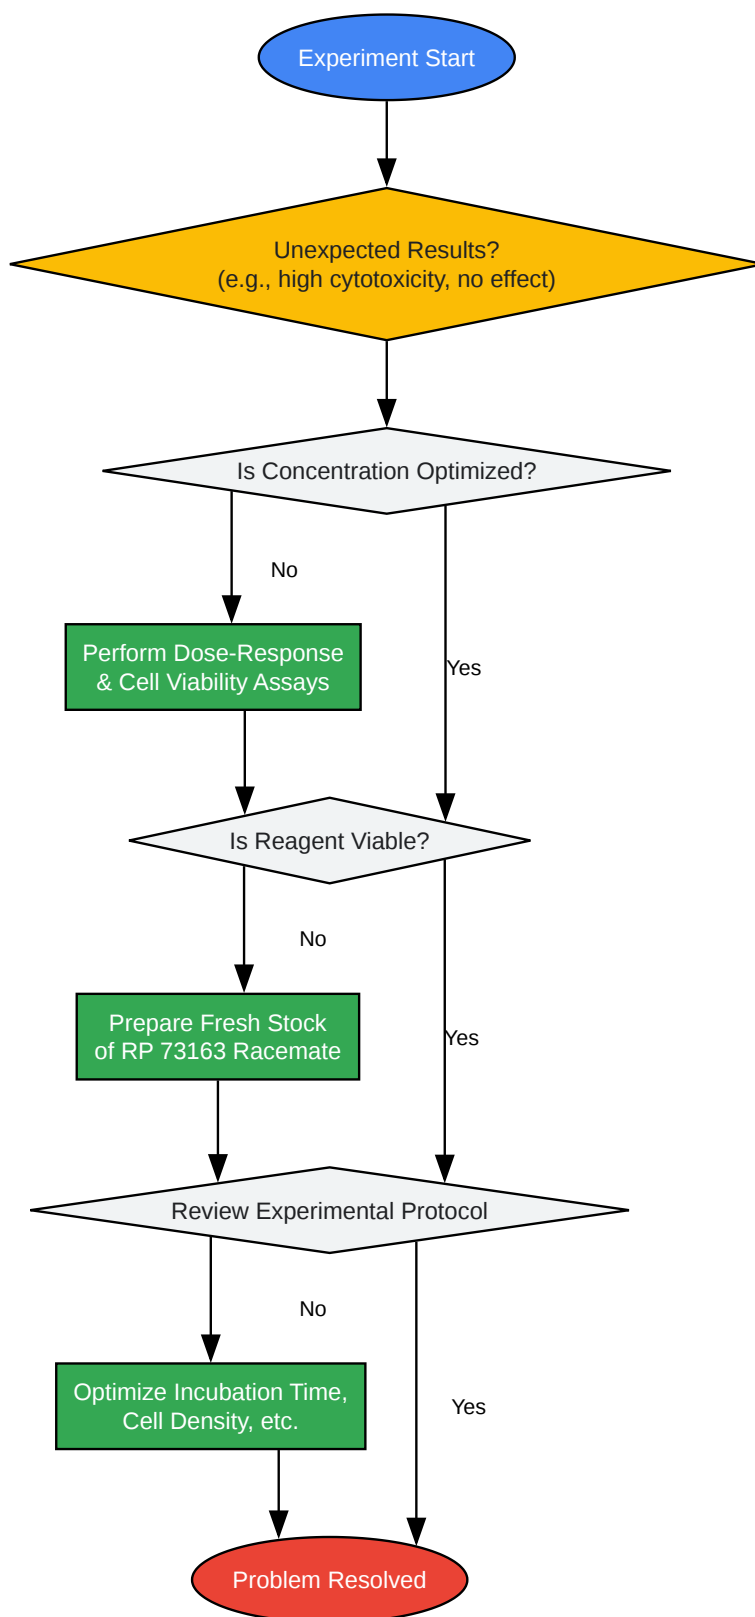 Experiment Start
Unexpected Results?
(e.g., high cytotoxicity, no effect)
Is Concentration Optimized?
No
Perform Dose-Response
& Cell Viability Assays
Yes
Is Reagent Viable?
No
Prepare Fresh Stock
of RP 73163 Racemate
Yes
Review Experimental Protocol
No
Optimize Incubation Time,
Cell Density, etc.
Yes
Problem Resolved